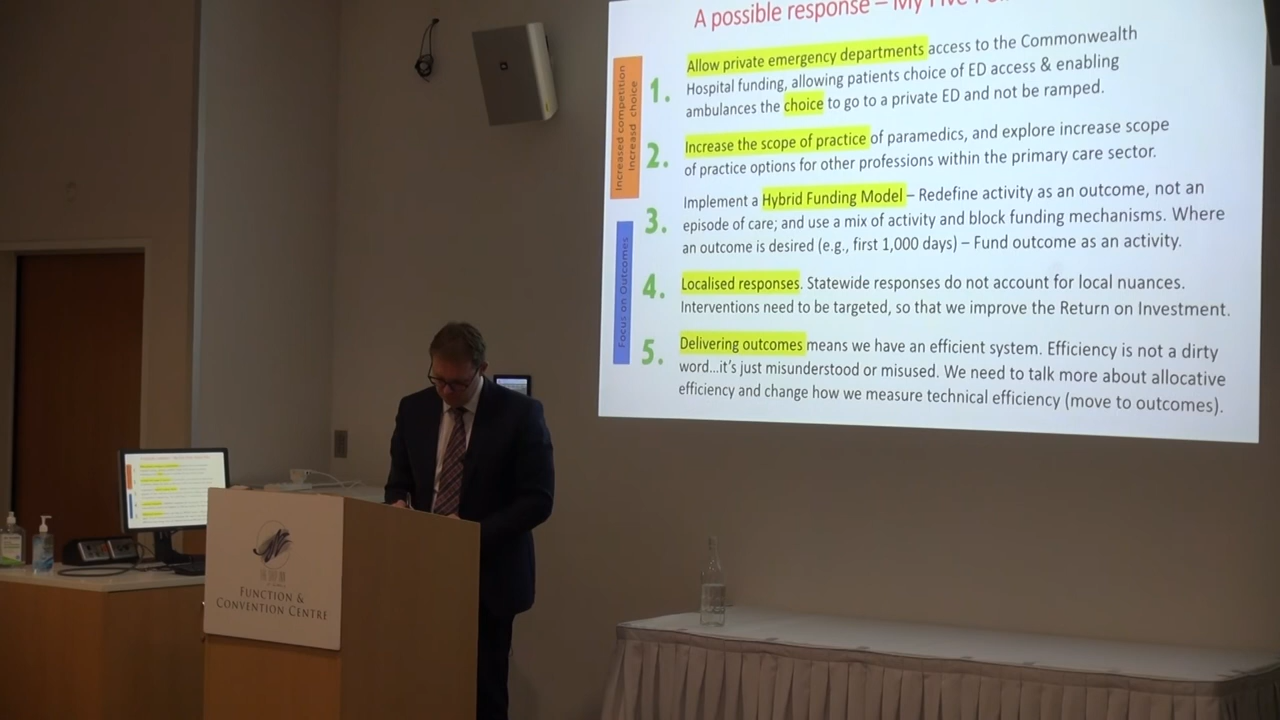 A possible response – My Five
Increased competition
Increasd choice
1.
Allow private emergency departments access to the Commonwealth
Hospital funding, allowing patients choice of ED access & enabling
ambulances the choice to go to a private ED and not be ramped.
2.
Increase the scope of practice of paramedics, and explore increase scope
of practice options for other professions within the primary care sector.
Focus on Outcomes
3.
Implement a Hybrid Funding Model – Redefine activity as an outcome, not an
episode of care; and use a mix of activity and block funding mechanisms. Where
an outcome is desired (e.g., first 1,000 days) – Fund outcome as an activity.
4.
Localised responses. Statewide responses do not account for local nuances.
Interventions need to be targeted, so that we improve the Return on Investment.
5.
Delivering outcomes means we have an efficient system. Efficiency is not a dirty
word...it's just misunderstood or misused. We need to talk more about allocative
efficiency and change how we measure technical efficiency (move to outcomes).
FUNCTION &
CONVENTION CENTRE